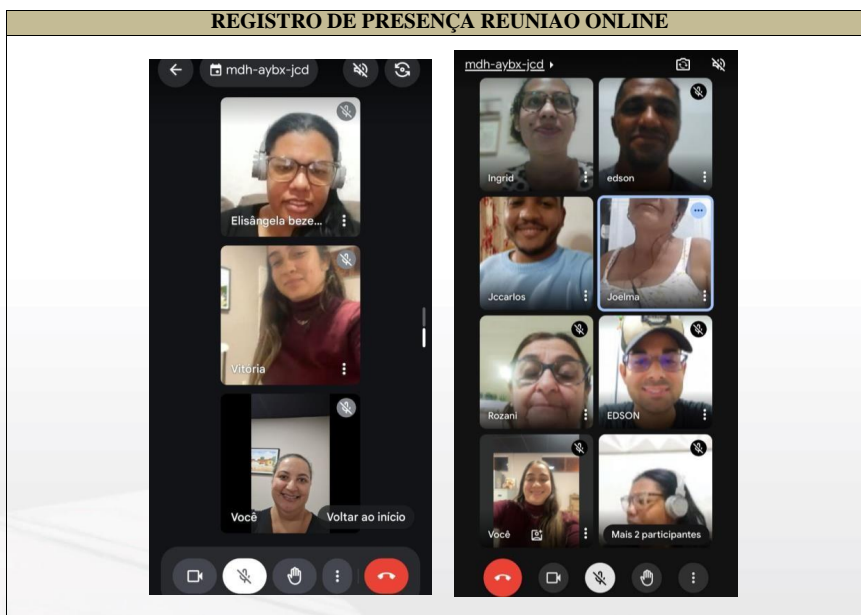 REGISTRO DE PRESENÇA REUNIAO ONLINE
mdh-aybx-jcd
Elisângela beze...
Vitória
Você
Voltar ao início
mdh-aybx-jcd
Ingrid
edson
Jccarlos
Joelma
Rozani
EDSON
Você
Mais 2 participantes